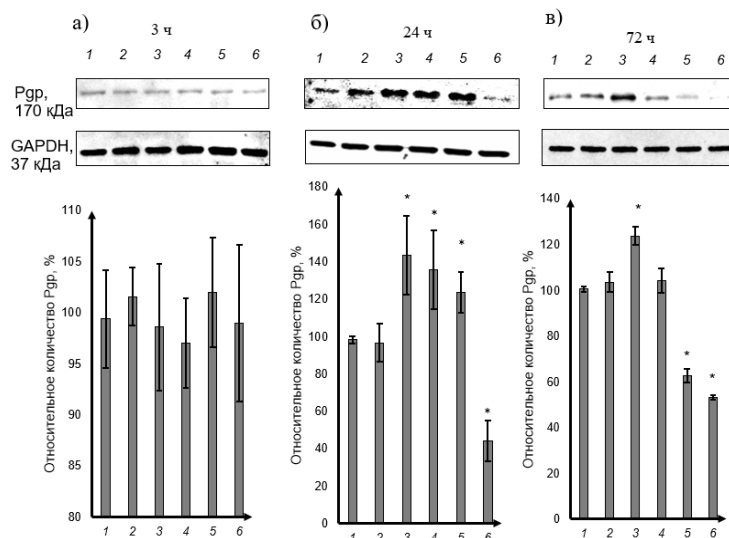 а) 3 ч
1 2 3 4 5 6
Pgp,
170 кДа
GAPDH,
37 кДа
Относительное количество Pgp, %
110
105
100
95
90
85
80
1 2 3 4 5 6
б) 24 ч
1 2 3 4 5 6
Относительное количество Pgp, %
180
160
140
120
100
80
60
40
20
0
* * * *
1 2 3 4 5 6
в) 72 ч
1 2 3 4 5 6
Относительное количество Pgp, %
140
120
100
80
60
40
20
0
* * *
1 2 3 4 5 6